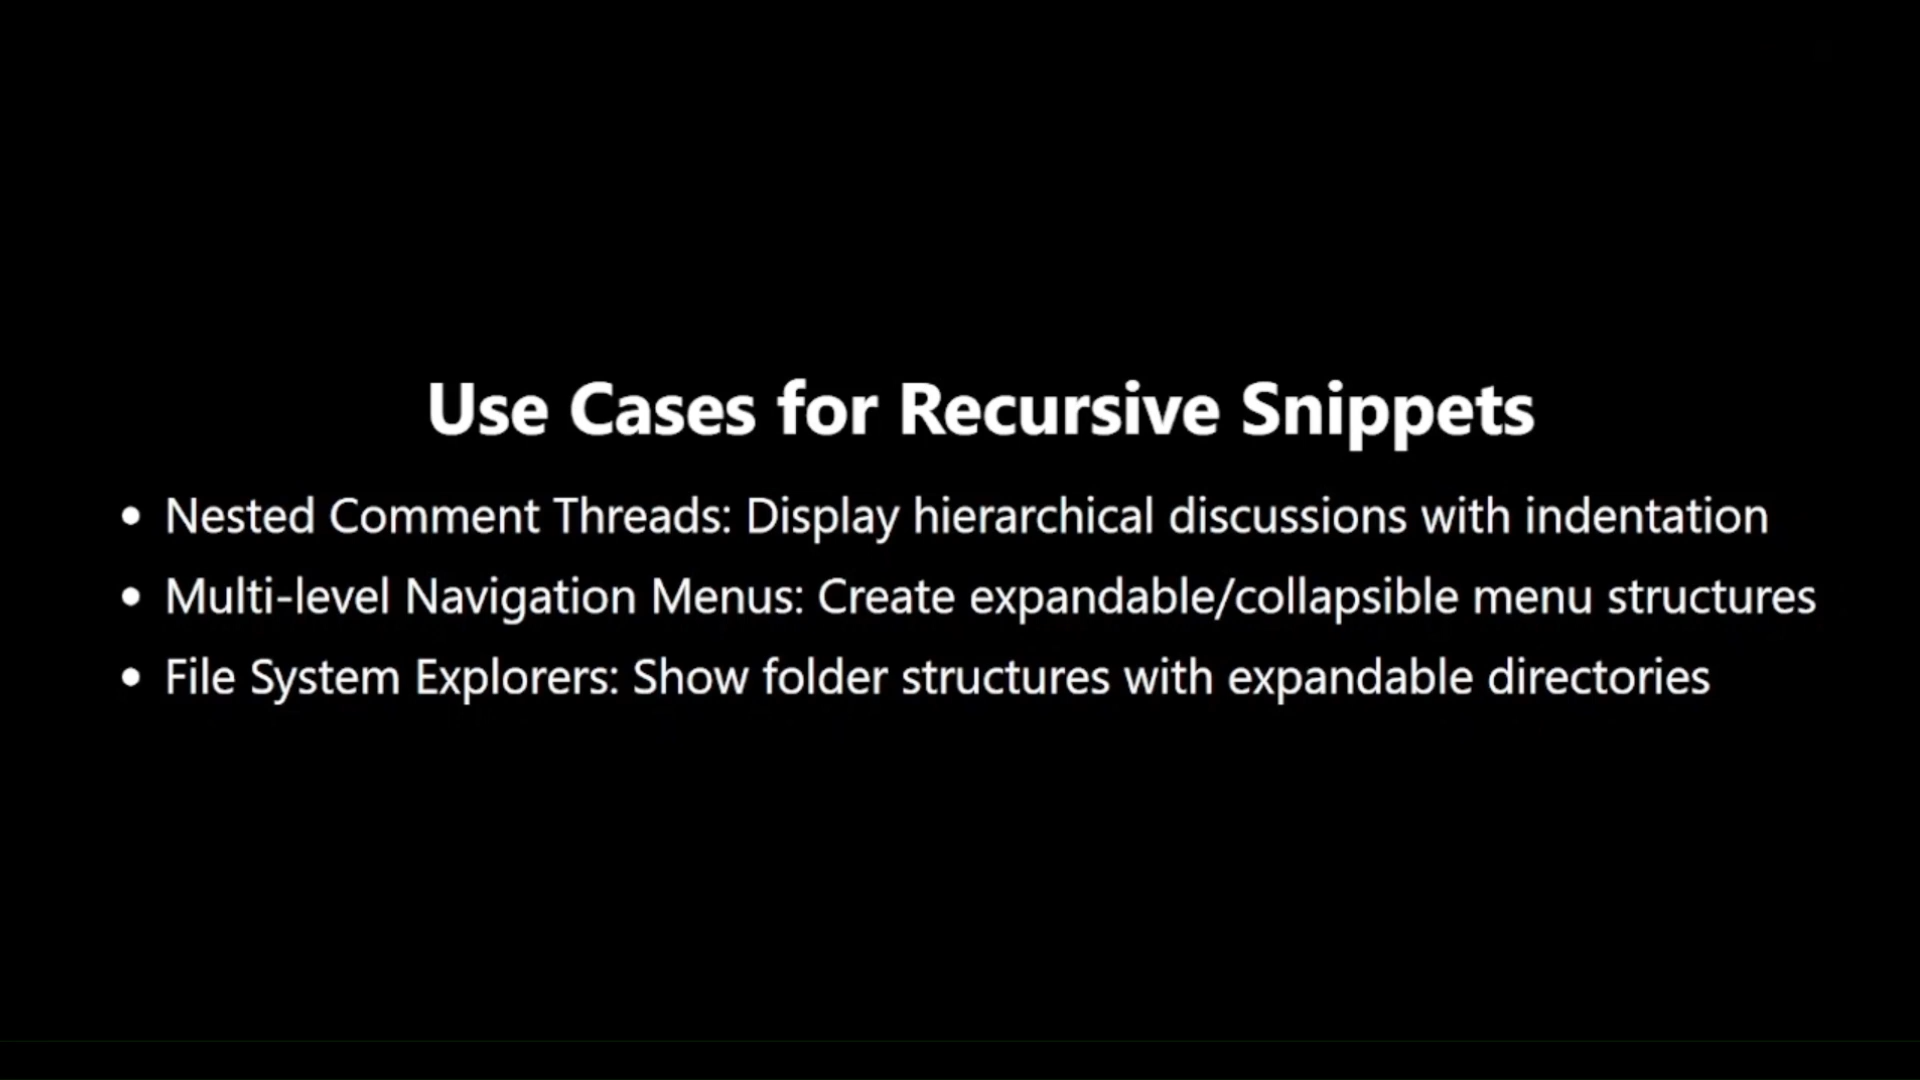 Use Cases for Recursive Snippets
• Nested Comment Threads: Display hierarchical discussions with indentation
• Multi-level Navigation Menus: Create expandable/collapsible menu structures
• File System Explorers: Show folder structures with expandable directories